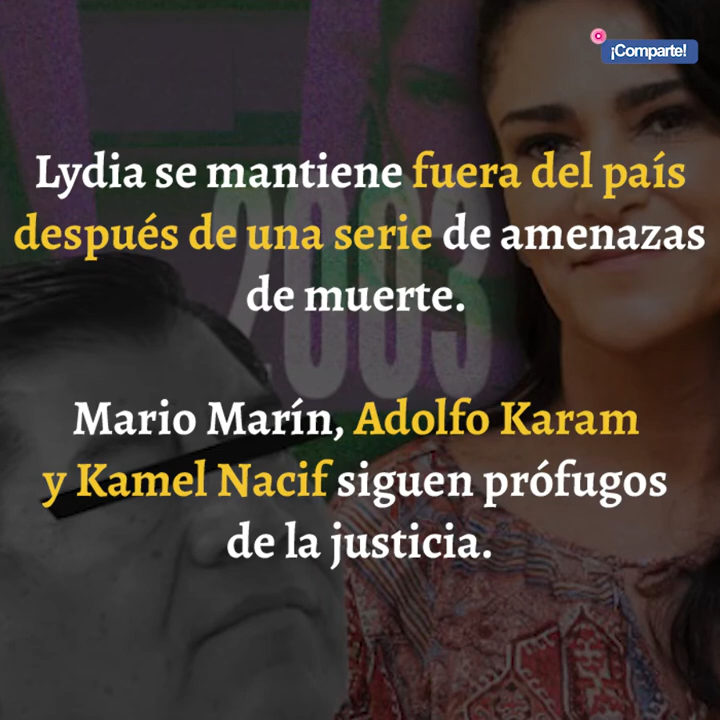 ¡Comparte!
2003
Lydia se mantiene fuera del país
después de una serie de amenazas
de muerte.
Mario Marín, Adolfo Karam
y Kamel Nacif siguen prófugos
de la justicia.